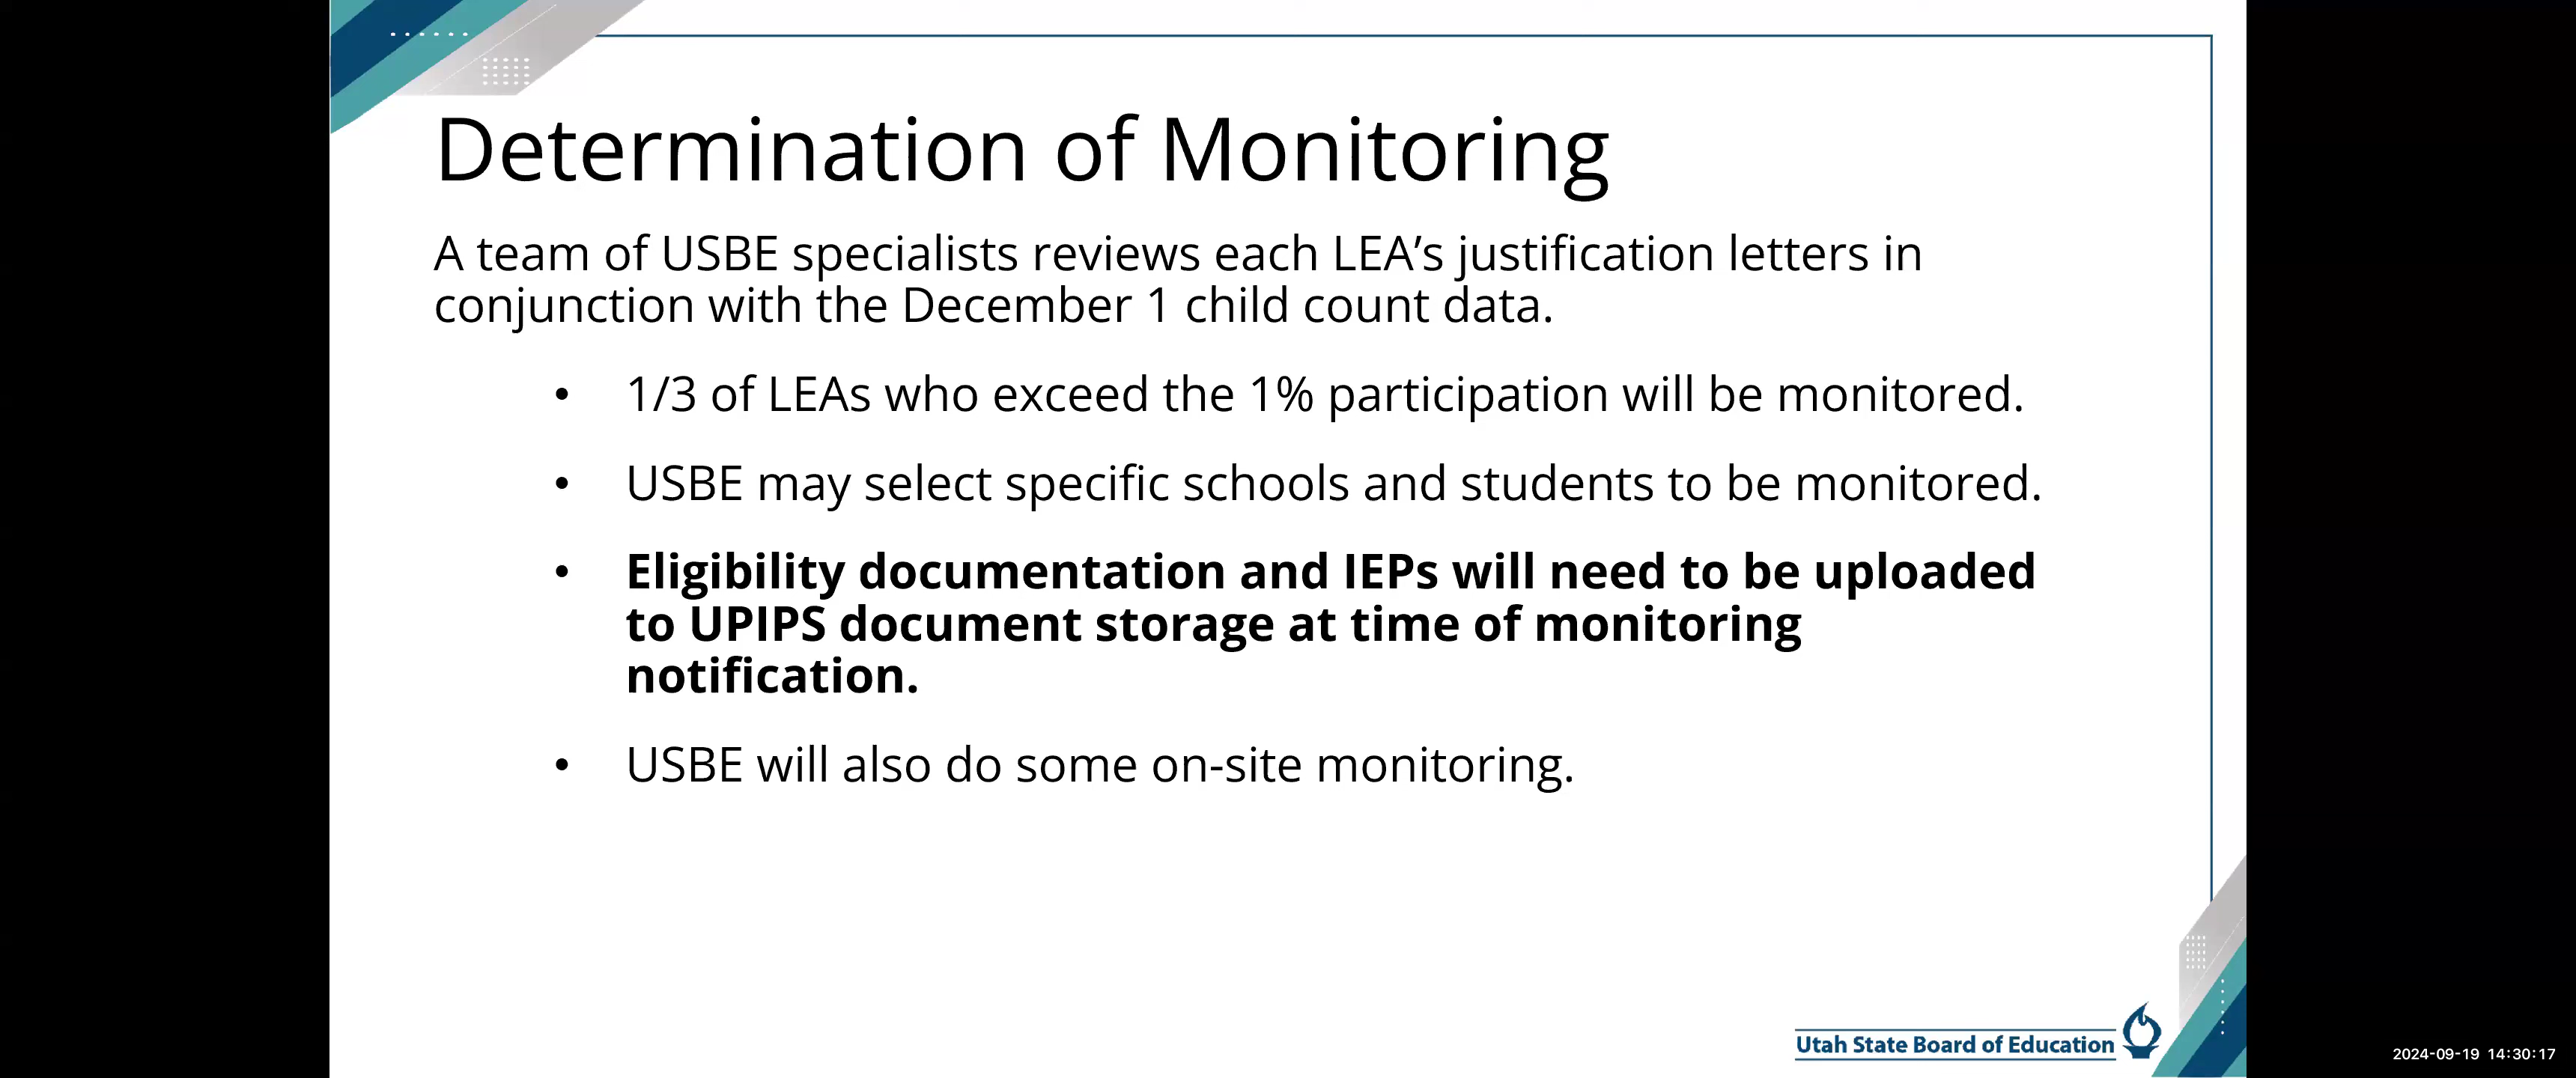 Determination of Monitoring
A team of USBE specialists reviews each LEA’s justification letters in
conjunction with the December 1 child count data.
• 1/3 of LEAs who exceed the 1% participation will be monitored.
• USBE may select specific schools and students to be monitored.
• Eligibility documentation and IEPs will need to be uploaded
to UPIPS document storage at time of monitoring
notification.
• USBE will also do some on-site monitoring.
Utah State Board of Education
2024-09-19 14:30:17